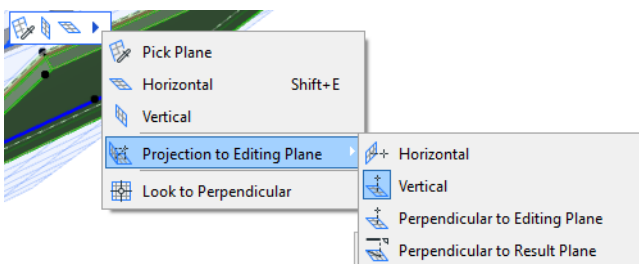 Pick Plane
Horizontal Shift+E
Vertical
Projection to Editing Plane
Look to Perpendicular
Horizontal
Vertical
Perpendicular to Editing Plane
Perpendicular to Result Plane